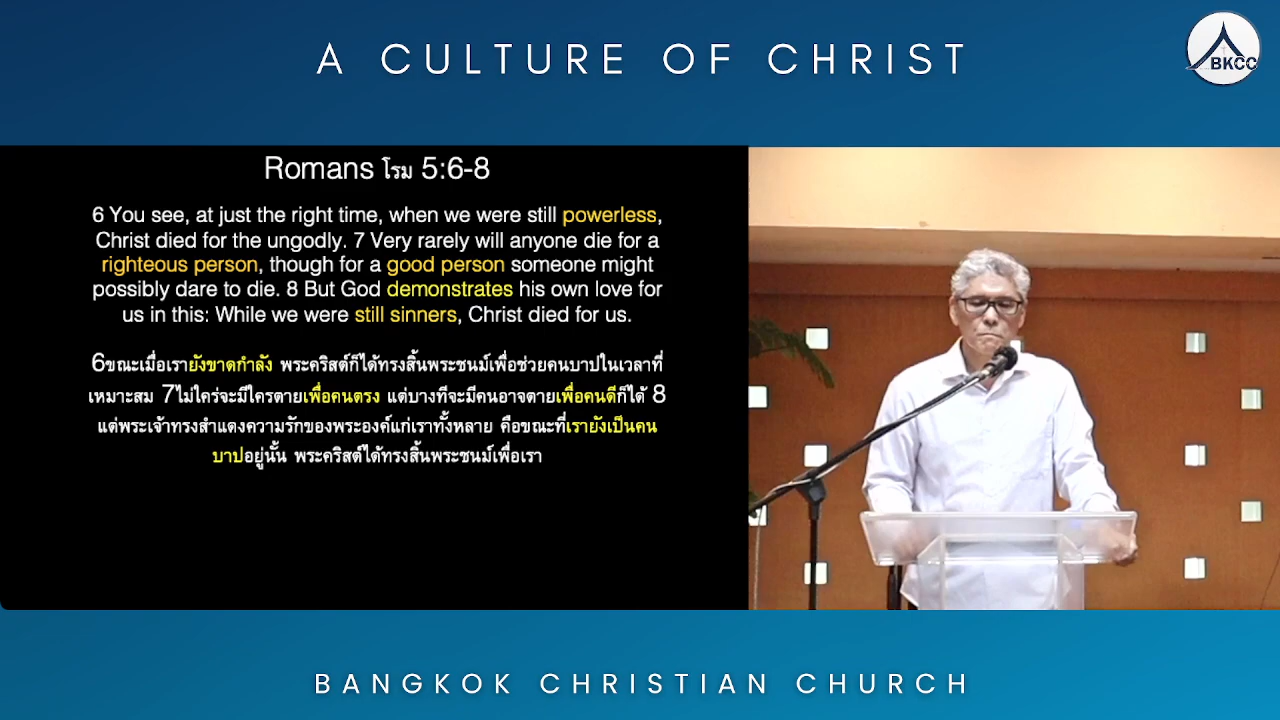 A CULTURE OF CHRIST
BKCC
Romans โรม 5:6-8
6 You see, at just the right time, when we were still powerless,
Christ died for the ungodly. 7 Very rarely will anyone die for a
righteous person, though for a good person someone might
possibly dare to die. 8 But God demonstrates his own love for
us in this: While we were still sinners, Christ died for us.
6ขณะเมื่อเรายังขาดกำลัง พระคริสต์ก็ได้ทรงสิ้นพระชนม์เพื่อช่วยคนบาปในเวลาที่
เหมาะสม 7ไม่ใคร่จะมีใครตายเพื่อคนตรง แต่บางทีจะมีคนอาจตายเพื่อคนดีก็ได้ 8
แต่พระเจ้าทรงสำแดงความรักของพระองค์แก่เราทั้งหลาย คือขณะที่เรายังเป็นคน
บาปอยู่นั้น พระคริสต์ได้ทรงสิ้นพระชนม์เพื่อเรา
BANGKOK CHRISTIAN CHURCH